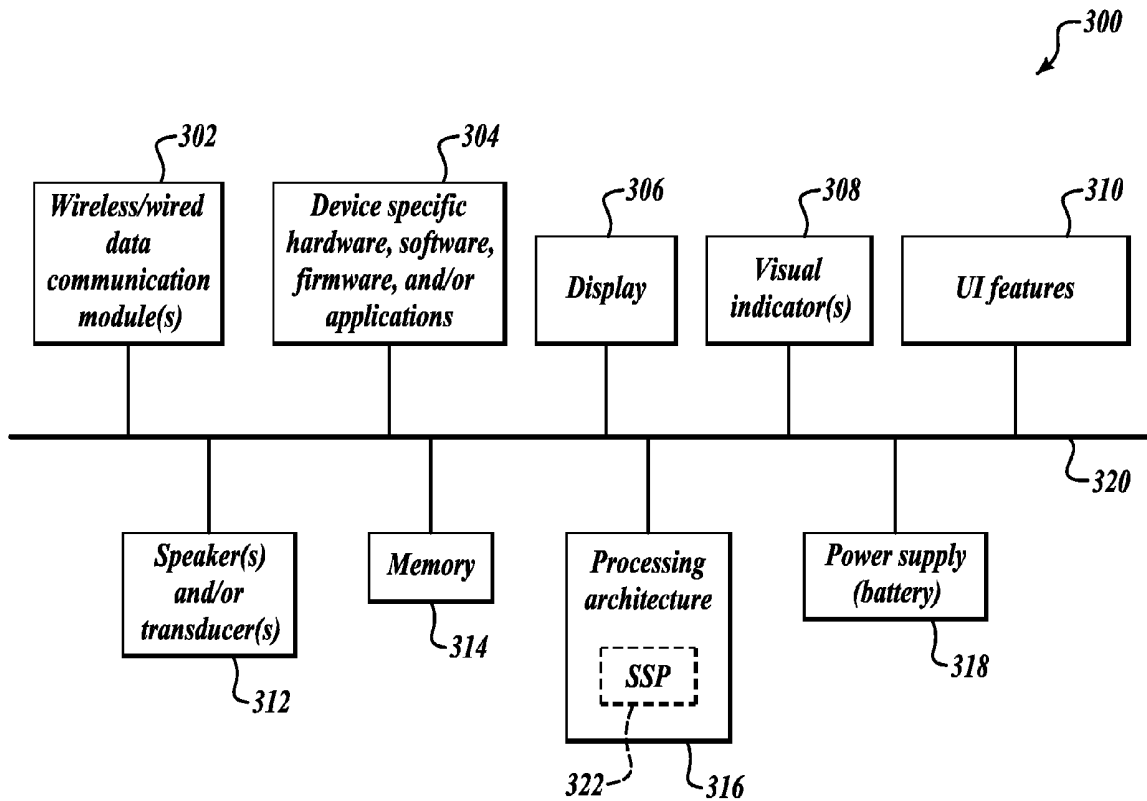 300
302
304
306
308
310
Wireless/wired
data
communication
module(s)
Device specific
hardware, software,
firmware, and/or
applications
Display
Visual
indicator(s)
UI features
320
Speaker(s)
and/or
transducer(s)
312
Memory
314
Processing
architecture
SSP
322
316
Power supply
(battery)
318